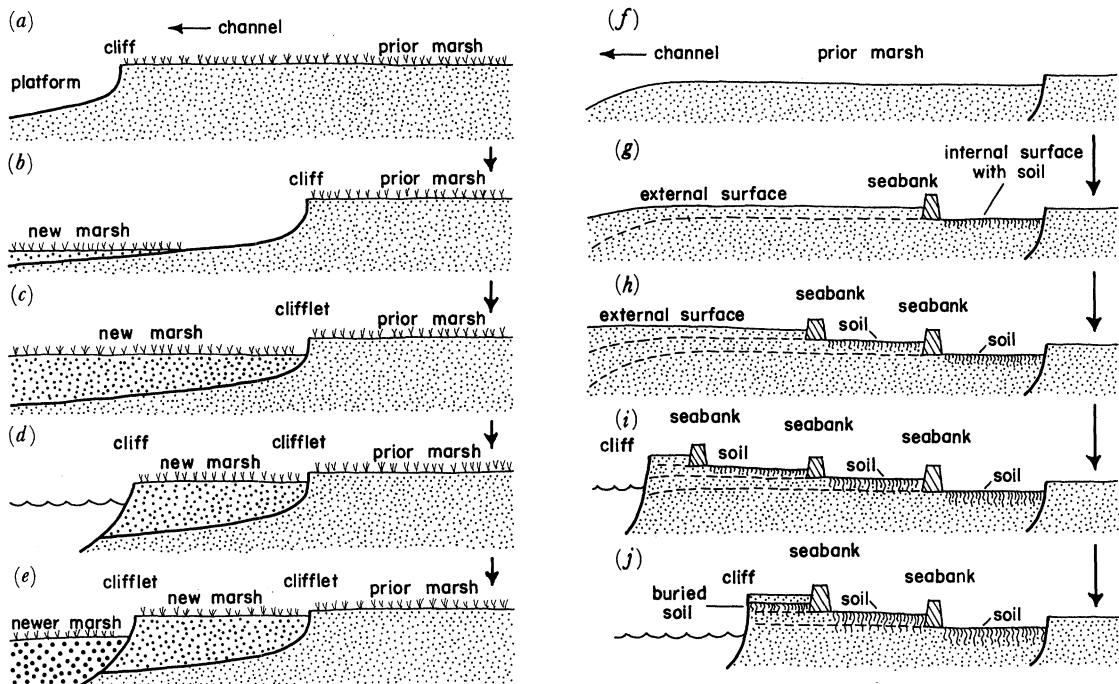 (a)
channel
cliff
prior marsh
platform
(b)
cliff
prior marsh
new marsh
(c)
clifflet
new marsh
prior marsh
(d)
cliff
clifflet
new marsh
prior marsh
(e)
clifflet
clifflet
new marsh
prior marsh
newer marsh
(f)
channel
prior marsh
(g)
internal surface
with soil
seabank
external surface
(h)
seabank
seabank
external surface
soil
soil
(i)
seabank
seabank
seabank
cliff
soil
soil
soil
(j)
seabank
seabank
cliff
buried
soil
soil
soil